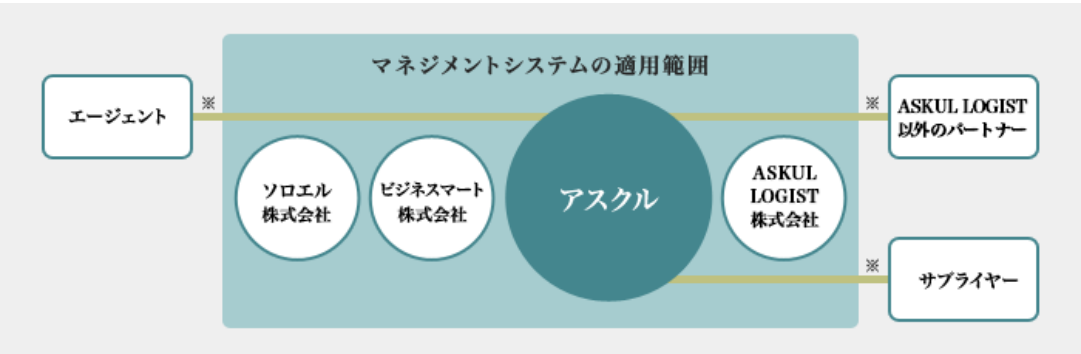 マネジメントシステムの適用範囲
エージェント
※
※
ASKUL LOGIST
以外のパートナー
ソロエル
株式会社
ビジネスマート
株式会社
アスクル
ASKUL
LOGIST
株式会社
※
サプライヤー